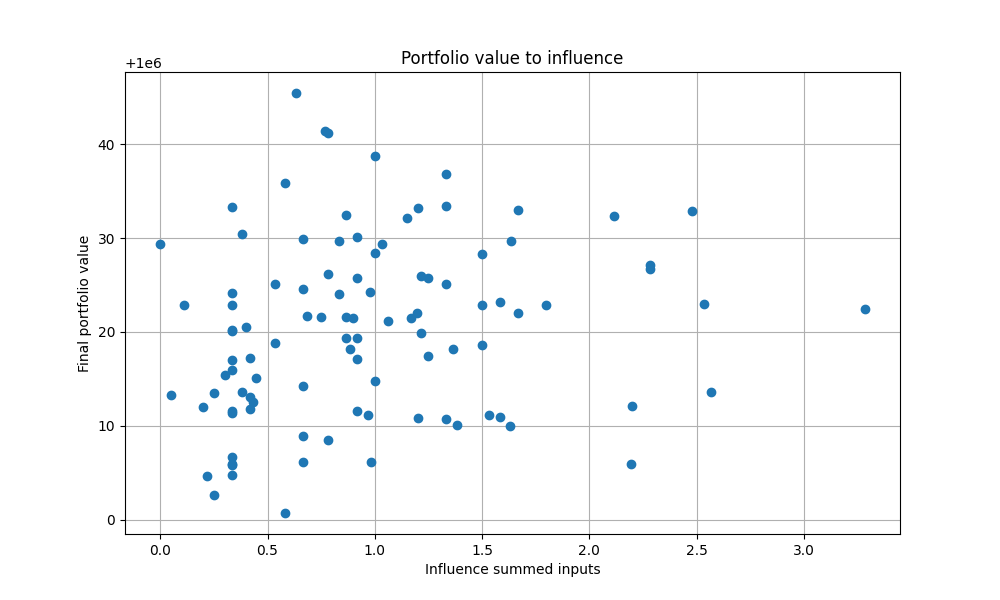 Portfolio value to influence
+1e6
40
30
20
10
0
Final portfolio value
0.0 0.5 1.0 1.5 2.0 2.5 3.0
Influence summed inputs